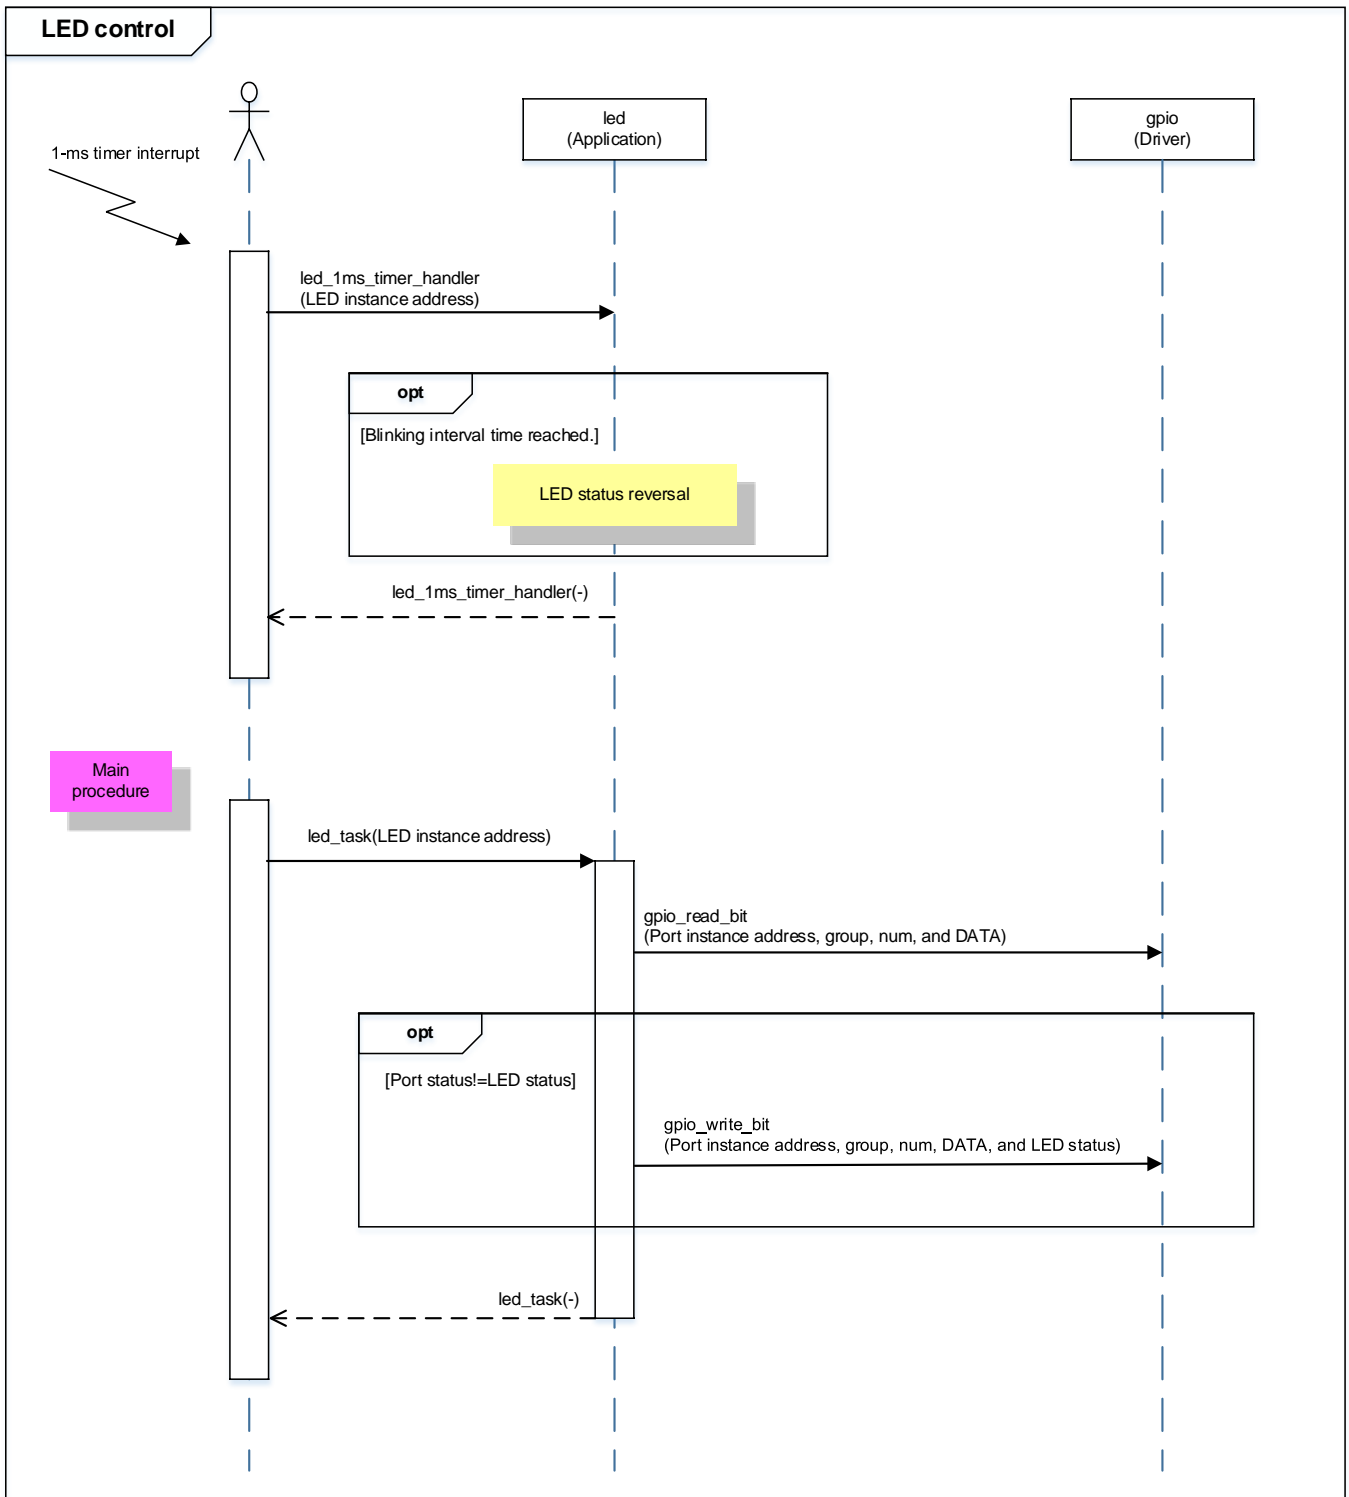 LED control
led
(Application)
gpio
(Driver)
1-ms timer interrupt
led_1ms_timer_handler
(LED instance address)
opt
[Blinking interval time reached.]
LED status reversal
led_1ms_timer_handler(-)
Main
procedure
led_task(LED instance address)
gpio_read_bit
(Port instance address, group, num, and DATA)
opt
[Port status!=LED status]
gpio_write_bit
(Port instance address, group, num, DATA, and LED status)
led_task(-)